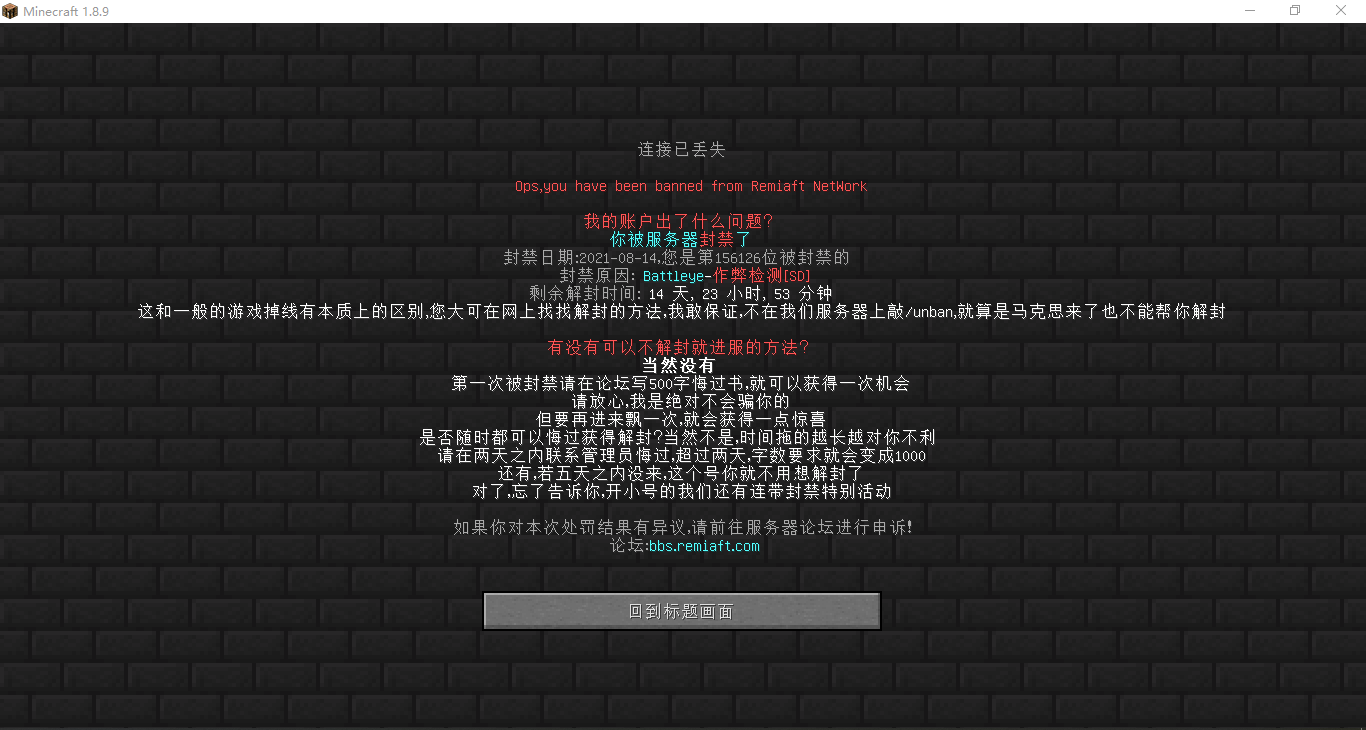 Minecraft 1.8.9
连接已丢失
Ops,you have been banned from Remiaft NetWork
我的账户出了什么问题?
你被服务器封禁了
封禁日期:2021-08-14,您是第156126位被封禁的
封禁原因: Battleye-作弊检测[SD]
剩余解封时间: 14 天, 23 小时, 53 分钟
这和一般的游戏掉线有本质上的区别,您大可在网上找找解封的方法,我敢保证,不在我们服务器上敲/unban,就算是马克思来了也不能帮你解封
有没有可以不解封就进服的方法?
当然没有
第一次被封禁请在论坛写500字悔过书,就可以获得一次机会
请放心,我是绝对不会骗你的
但要再进来飘一次,就会获得一点惊喜
是否随时都可以悔过获得解封?当然不是,时间拖的越长越对你不利
请在两天之内联系管理员悔过,超过两天,字数要求就会变成1000
还有,若五天之内没来,这个号你就不用想解封了
对了,忘了告诉你,开小号的我们还有连带封禁特别活动
如果你对本次处罚结果有异议,请前往服务器论坛进行申诉!
论坛:bbs.remiaft.com
回到标题画面